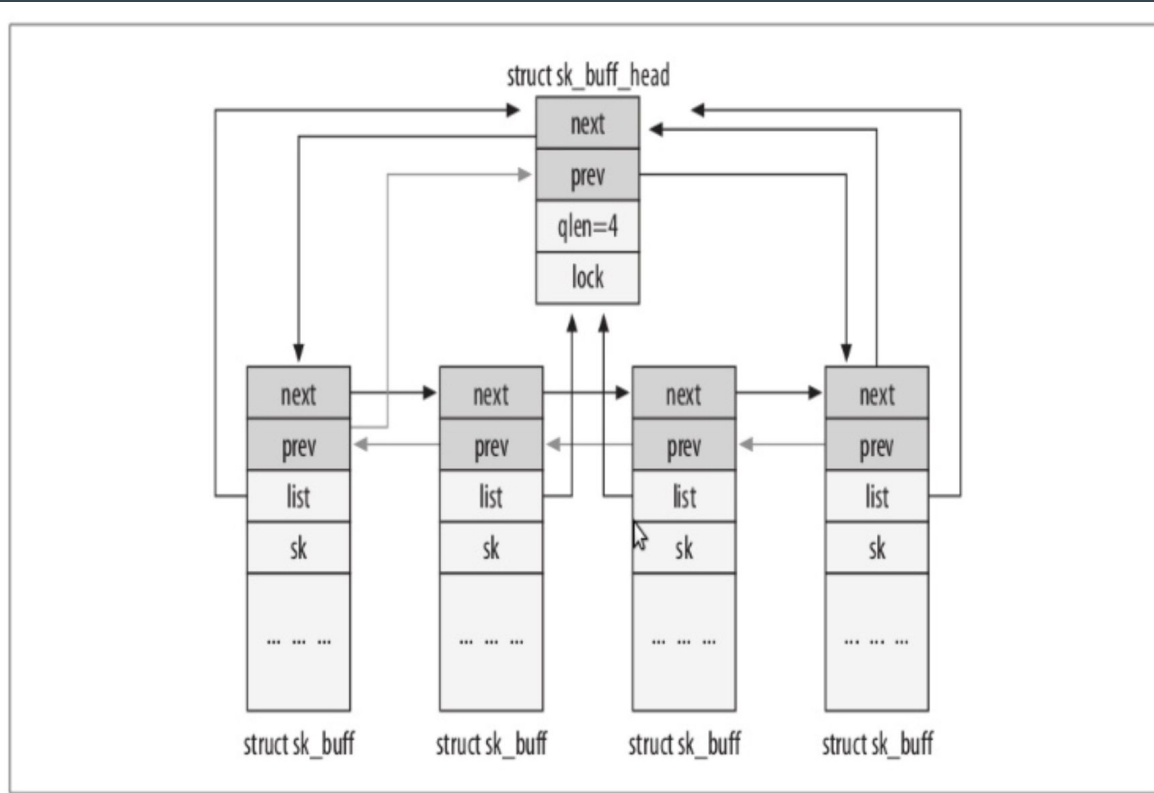 struct sk_buff_head
next
prev
qlen=4
lock
next next next next
prev prev prev prev
list list list list
sk sk sk sk
... ... ... ... ... ... ... ... ... ... ... ...
struct sk_buff struct sk_buff struct sk_buff struct sk_buff